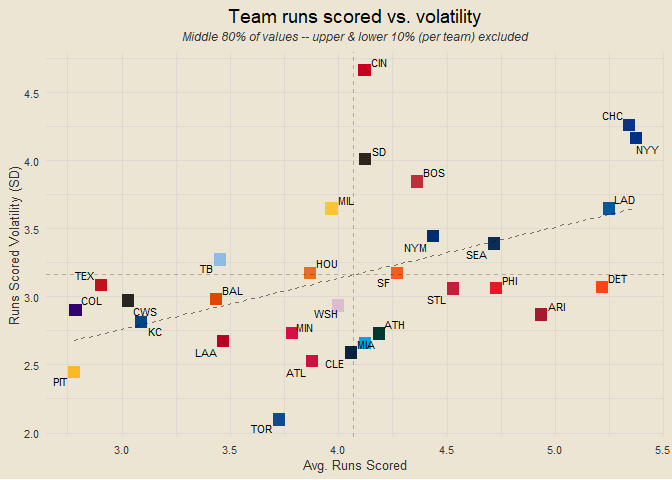 Team runs scored vs. volatility
Middle 80% of values -- upper & lower 10% (per team) excluded
CIN
4.5
CHC
NYY
SD
4.0
BOS
MIL
LAD
3.5
NYM
SEA
TB
HOU
SF
TEX
PHI
DET
BAL
STL
3.0
COL
CWS
WSH
ARI
KC
MIN
ATH
LAA
MIA
CLE
ATL
2.5
PIT
TOR
2.0
Runs Scored Volatility (SD)
3.0 3.5 4.0 4.5 5.0 5.5
Avg. Runs Scored